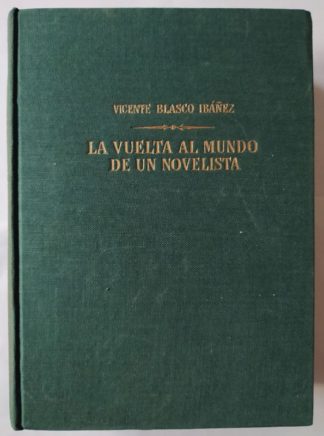 VICENTE BLASCO IBÁÑEZ
LA VUELTA AL MUNDO
DE UN NOVELISTA